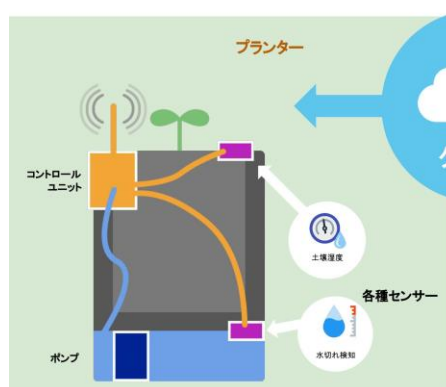 プランター
コントロール
ユニット
土壌湿度
各種センサー
水切れ検知
ポンプ